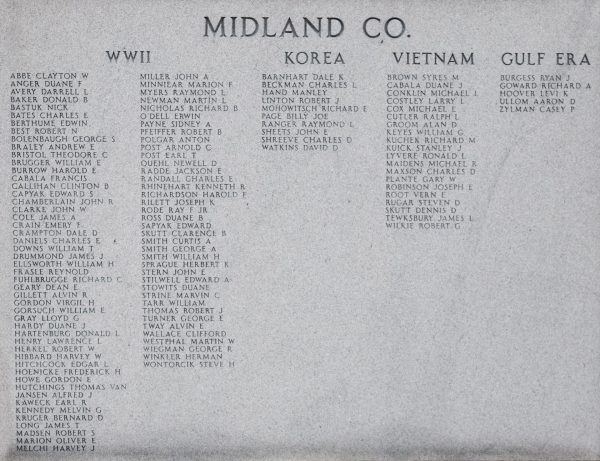 MIDLAND CO.
WWII
ABBE CLAYTON W
ANGER DUANE F
AVERY DARRELL L
BAKER DONALD B
BASTUK NICK
BATES CHARLES E
BERTHUME EDWIN
BEST ROBERT N
BOLENBAUGH GEORGE S
BRALEY ANDREW E
BRISTOL THEODORE C
BRUGGER WILLIAM E
BURROW HAROLD E
CABALA FRANCIS
CALLIHAN CLINTON B
CAPYAK EDWARD S
CHAMBERLAIN JOHN R
CLARKE JOHN W
COLE JAMES A
CRAIN EMERY F
CRAMPTON DALE D
DANIELS CHARLES E
DOWNS WILLIAM T
DRUMMOND JAMES J
ELLSWORTH WILLIAM H
FRASLE REYNOLD
FUHLBRUGGE RICHARD C
GEARY DEAN E
GILLETT ALVIN R
GORDON VIRGIL H
GORSUCH WILLIAM E
GRAY LLOYD G
HARDY DUANE J
HARTENBURG DONALD L
HENRY LAWRENCE L
HERKEL ROBERT W
HIBBARD HARVEY W
HITCHCOCK EDGAR L
HOENICKE FREDERICK H
HOWE GORDON E
HUTCHINGS THOMAS VAN
JANSEN ALFRED J
KAWECK EARL R
KENNEDY MELVIN G
KRUGER BERNARD D
LONG JAMES T
MADSEN ROBERT S
MARION OLIVER E
MELCHI HARVEY J
MILLER JOHN A
MINNEAR MARION F
MYERS RAYMOND L
NEWMAN MARTIN L
NICHOLAS RICHARD B
O DELL ERWIN
PAYNE SIDNEY A
PFEIFFER ROBERT B
POLGAR ANTON
POST ARNOLD G
POST EARL T
QUEHL NEWELL D
RADDE JACKSON E
RANDALL CHARLES E
RHINEHART KENNETH R
RICHARDSON HAROLD F
RILETT JOSEPH K
RODE RAY F JR
ROSS DUANE B
SAPYAR EDWARD
SKUTT CLARENCE B
SMITH CURTIS A
SMITH GEORGE A
SMITH WILLIAM H
SPRAGUE HERBERT K
STERN JOHN E
STILWELL EDWARD A
STOWITS DUANE
STRINE MARVIN C
TARR WILLIAM
THOMAS ROBERT J
TURNER GEORGE E
TWAY ALVIN E
WALLACE CLIFFORD
WESTPHAL MARTIN W
WIEGMAN GEORGE R
WINKLER HERMAN
WONTORCIK STEVE H
KOREA
BARNHART DALE K
BECKMAN CHARLES L
HAND MANLEY
LINTON ROBERT J
MOHOWITSCH RICHARD E
PAGE BILLY JOE
RANGER RAYMOND L
SHEETS JOHN E
SHREEVE CHARLES D
WATKINS DAVID D
VIETNAM
BROWN SYRES M
CABALA DUANE J
CONKLEN MICHAEL L
COSTLEY LARRY L
COX MICHAEL E
CUTLER RALPH L
GROOM ALAN D
KEYES WILLIAM G
KUCHEK RICHARD M
KUICK STANLEY J
LYVERE RONALD L
MAIDENS MICHAEL R
MAXSON CHARLES D
PLANTE GARY W
ROBINSON JOSEPH E
ROOT VERN E
RUGAR STEVEN D
SKUTT DENNIS D
TEWKSBURY JAMES L
WICKIE ROBERT G
GULF ERA
BURGESS RYAN J
GOWARD RICHARD A
HOOVER LEVI K
ULLOM AARON D
ZYLMAN CASEY P